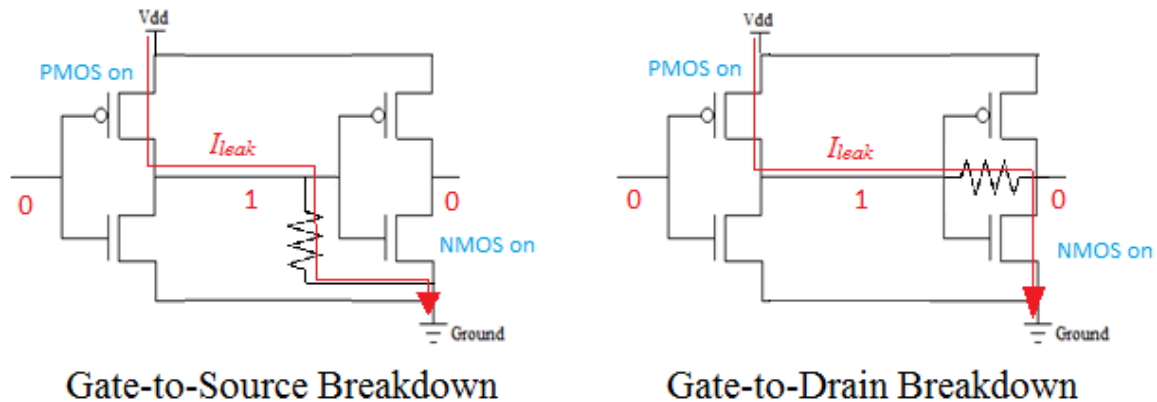 Vdd
PMOS on
I_leak
0
1
0
NMOS on
Ground
Gate-to-Source Breakdown
Vdd
PMOS on
I_leak
0
1
0
NMOS on
Ground
Gate-to-Drain Breakdown